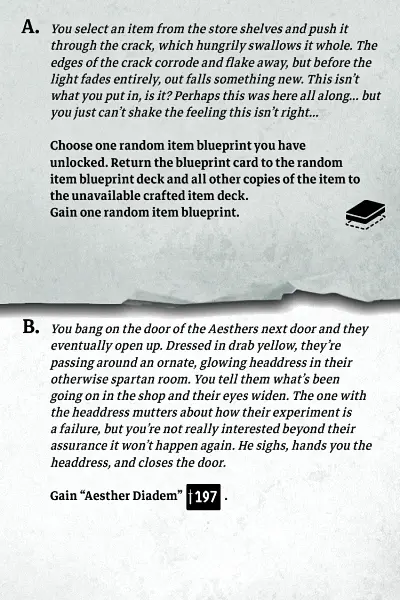 A. You select an item from the store shelves and push it
through the crack, which hungrily swallows it whole. The
edges of the crack corrode and flake away, but before the
light fades entirely, out falls something new. This isn't
what you put in, is it? Perhaps this was here all along... but
you just can't shake the feeling this isn't right...
Choose one random item blueprint you have
unlocked. Return the blueprint card to the random
item blueprint deck and all other copies of the item to
the unavailable crafted item deck.
Gain one random item blueprint.
B. You bang on the door of the Aesthers next door and they
eventually open up. Dressed in drab yellow, they're
passing around an ornate, glowing headdress in their
otherwise spartan room. You tell them what's been
going on in the shop and their eyes widen. The one with
the headdress mutters about how their experiment is
a failure, but you're not really interested beyond their
assurance it won't happen again. He sighs, hands you the
headdress, and closes the door.
Gain "Aesther Diadem" 197 .